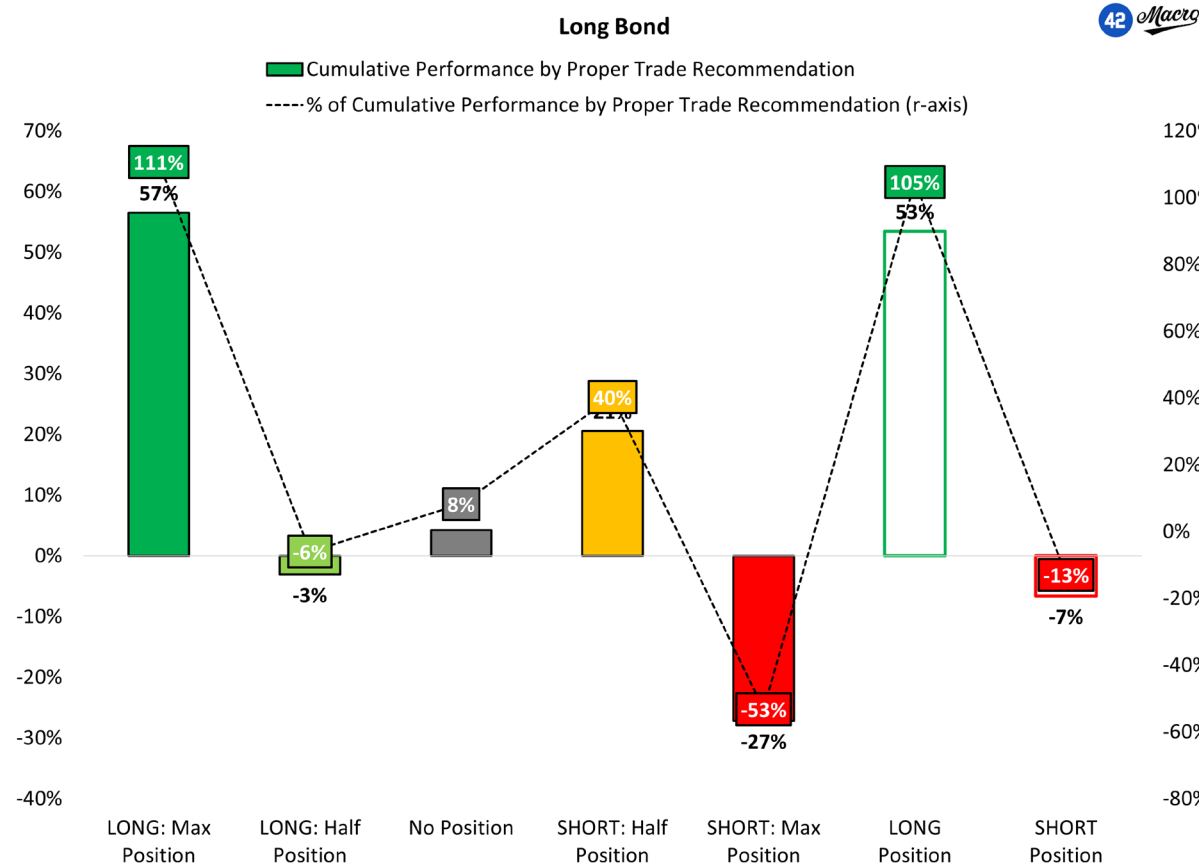 Long Bond
42 Macro
Cumulative Performance by Proper Trade Recommendation
% of Cumulative Performance by Proper Trade Recommendation (r-axis)
70%
60%
50%
40%
30%
20%
10%
0%
-10%
-20%
-30%
-40%
111%
57%
-6%
-3%
8%
40%
21%
-53%
-27%
105%
53%
-13%
-7%
120%
100%
80%
60%
40%
20%
0%
-20%
-40%
-60%
-80%
LONG: Max
Position
LONG: Half
Position
No Position
SHORT: Half
Position
SHORT: Max
Position
LONG
Position
SHORT
Position